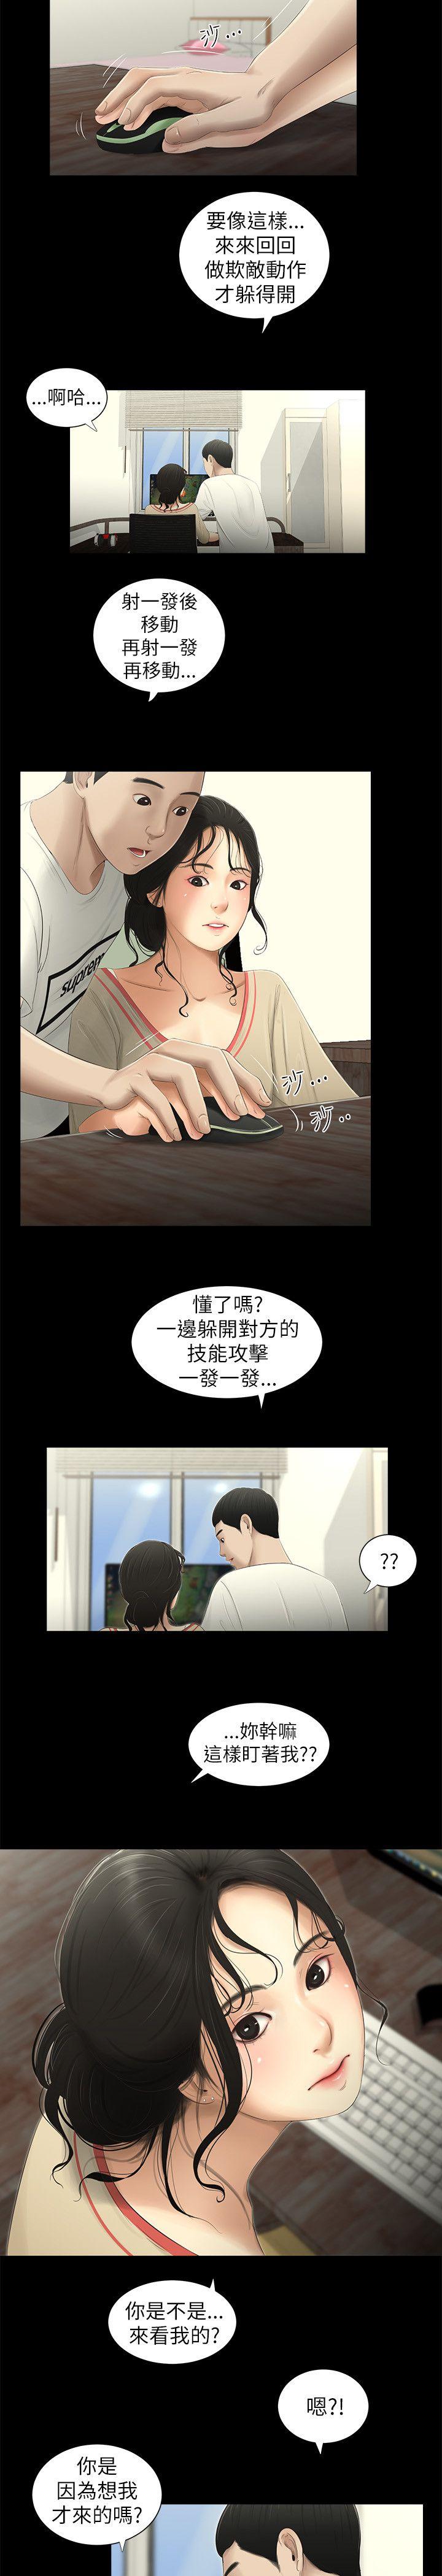 沙...
要像這樣...
來來回回
做欺敵動作
才躲得開
...啊哈...
射一發後
移動
再射一發
再移動...
suprem
沙...
沙..
懂了嗎?
一邊躲開對方的
技能攻擊
一發一發...
??
...妳幹嘛
這樣盯著我??
你是不是...
來看我的?
嗯?!
你是
因為想我
才來的嗎?